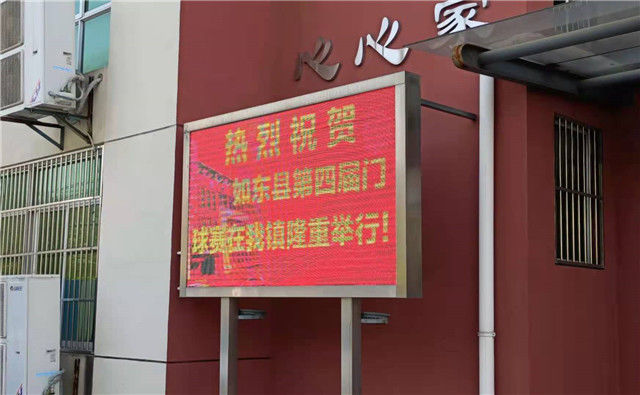 心心家
热烈祝贺
如东县第四届门
球赛在我镇隆重举行!